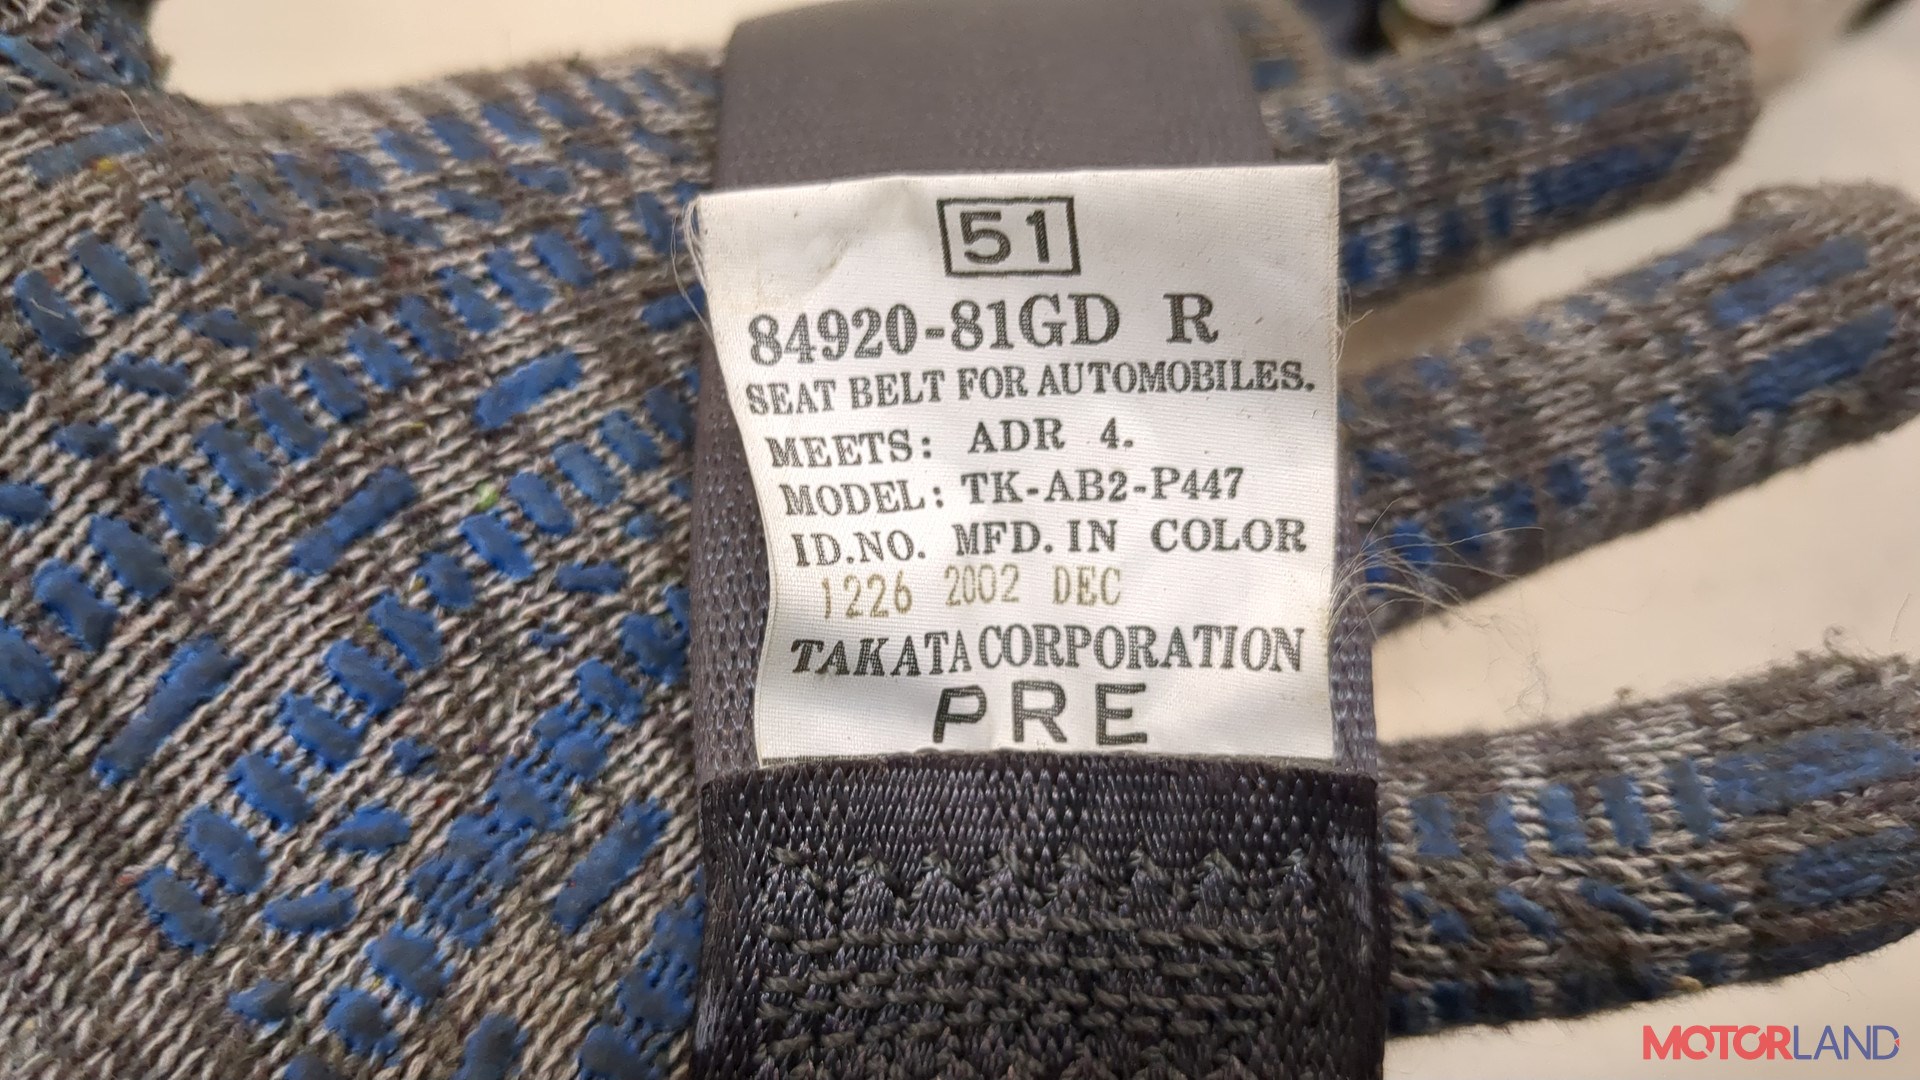 51
84920-81GD R
SEAT BELT FOR AUTOMOBILES.
MEETS: ADR 4.
MODEL: TK-AB2-P447
ID.NO. MFD. IN COLOR
1226 2002 DEC
TAKATA CORPORATION
PRE
MOTORLAND